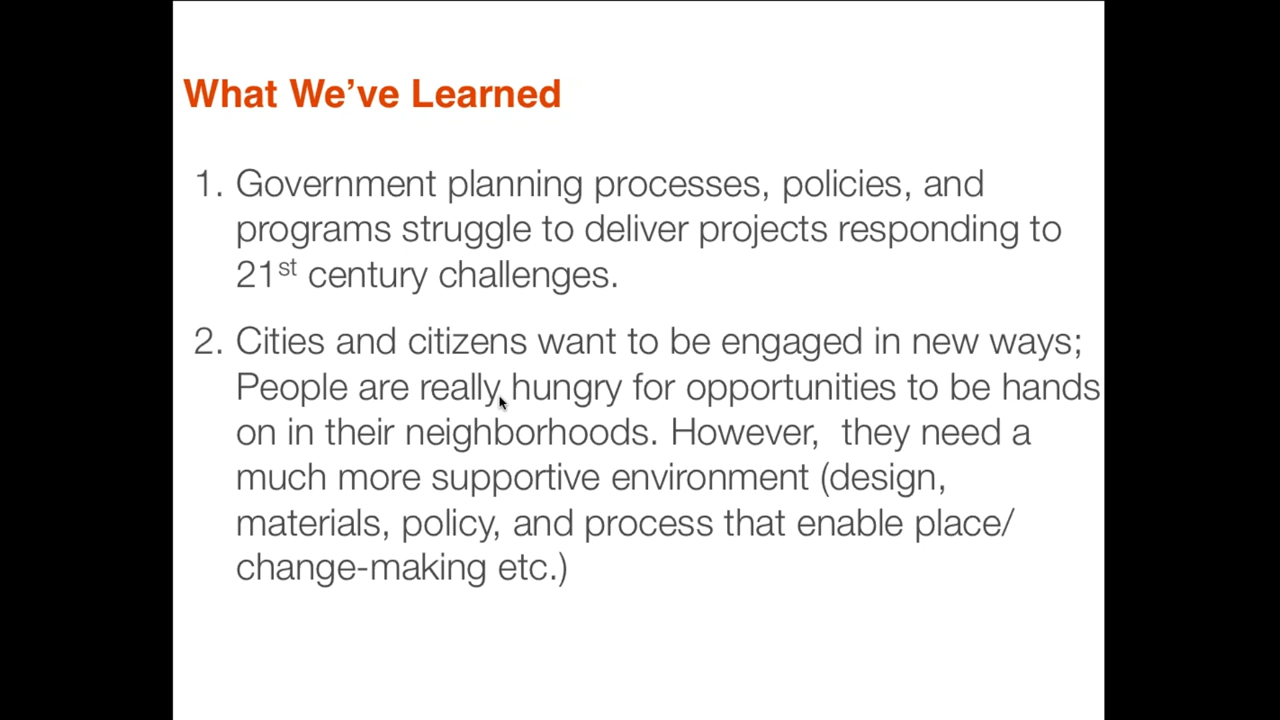 What We’ve Learned
1. Government planning processes, policies, and
programs struggle to deliver projects responding to
21st century challenges.
2. Cities and citizens want to be engaged in new ways;
People are really hungry for opportunities to be hands
on in their neighborhoods. However,  they need a
much more supportive environment (design,
materials, policy, and process that enable place/
change-making etc.)